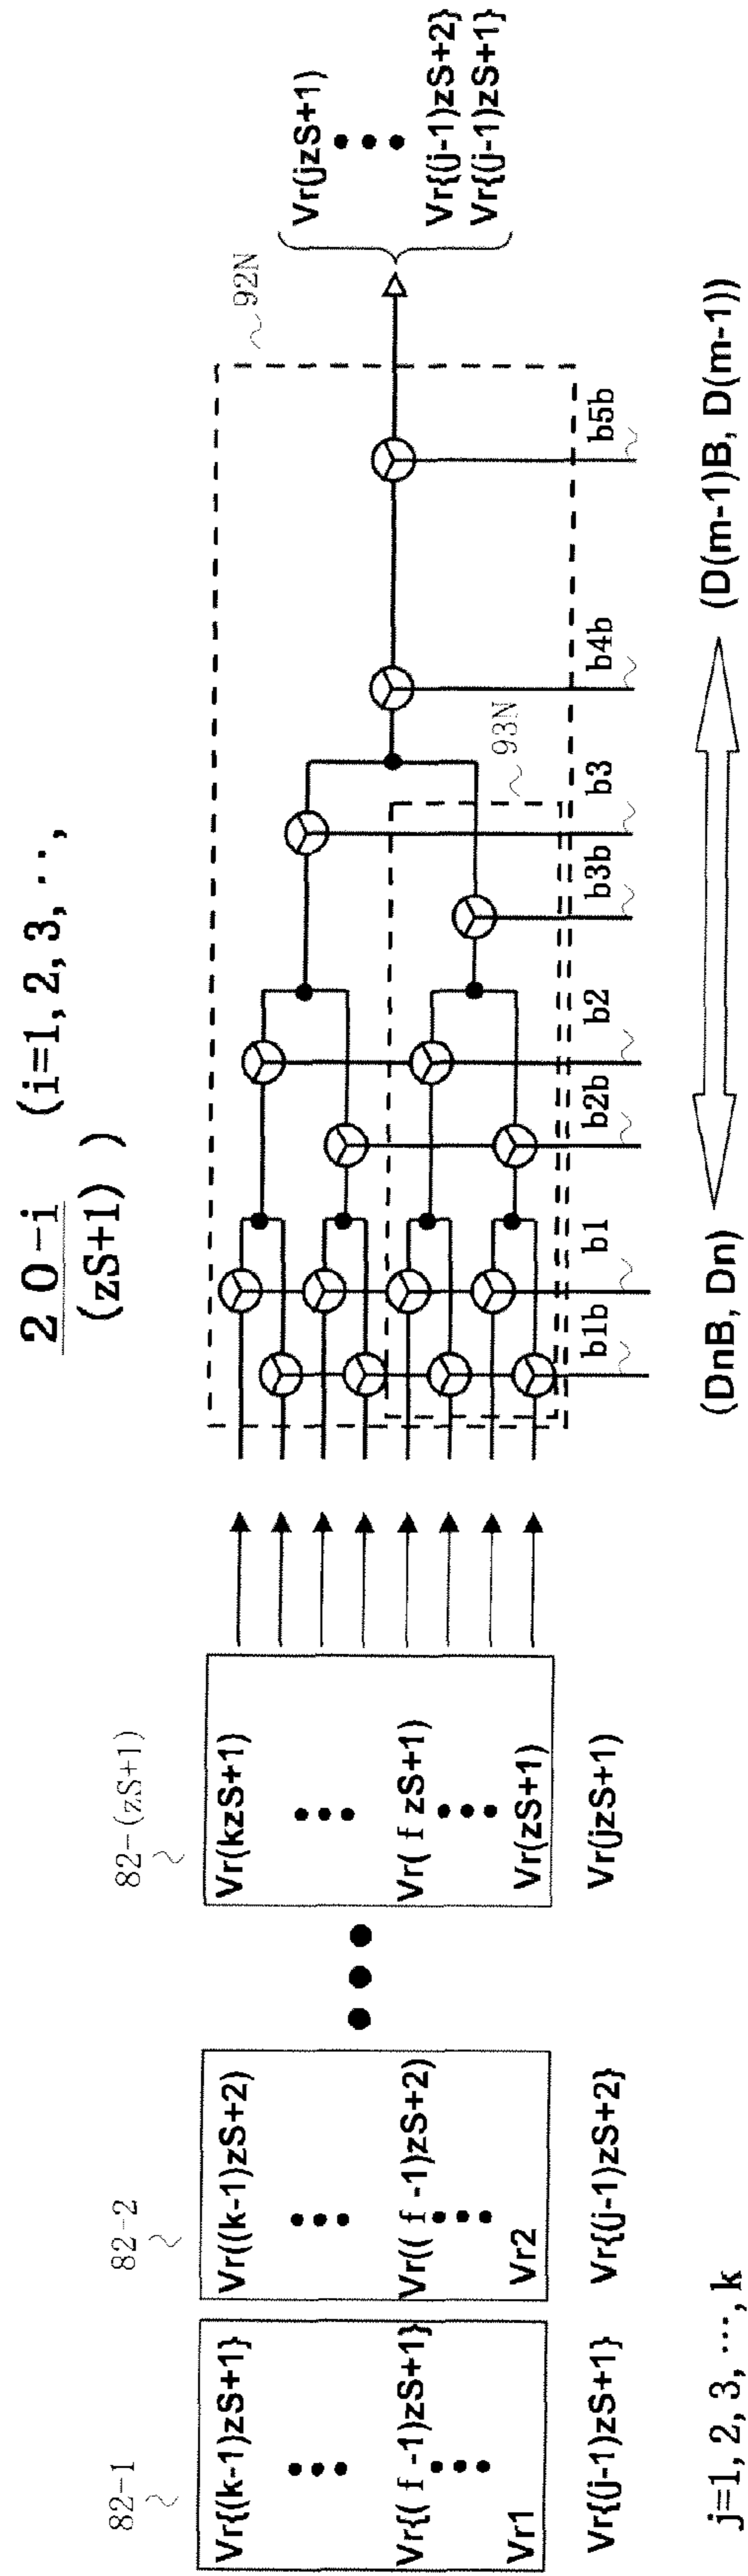 20-i (i=1, 2, 3, ··,
(zS+1) )
82-1
Vr{(k-1)zS+1}
Vr{( f -1)zS+1}
Vr1
Vr{(j-1)zS+1}
82-2
Vr((k-1)zS+2)
Vr(( f -1)zS+2)
Vr2
Vr{(j-1)zS+2}
82-(zS+1)
Vr(kzS+1)
Vr( f zS+1)
Vr(zS+1)
Vr(jzS+1)
j=1, 2, 3, ···, k
92N
93N
b1b
b1
b2b
b2
b3b
b3
b4b
b5b
(DnB, Dn)
(D(m-1)B, D(m-1))
Vr(jzS+1)
Vr{(j-1)zS+2}
Vr{(j-1)zS+1}